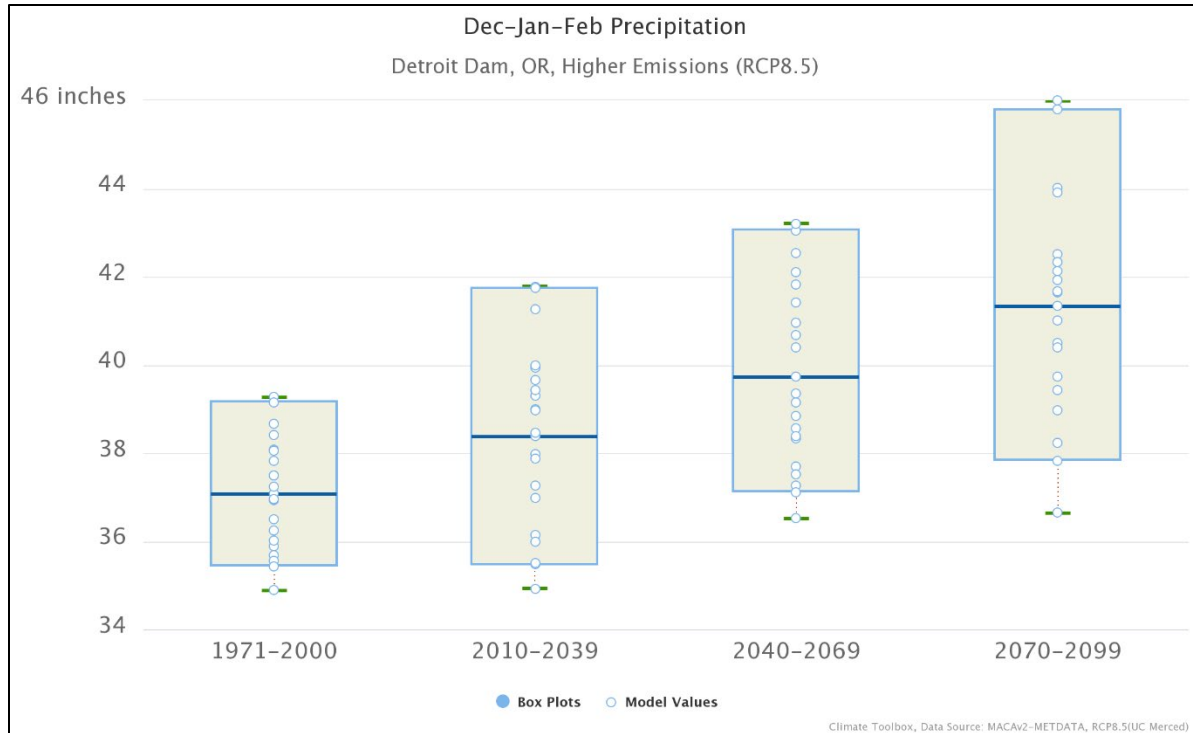 Dec-Jan-Feb Precipitation
Detroit Dam, OR, Higher Emissions (RCP8.5)
46 inches
44
42
40
38
36
34
1971-2000
2010-2039
2040-2069
2070-2099
Box Plots
Model Values
Climate Toolbox, Data Source: MACAv2-METDATA, RCP8.5(UC Merced)